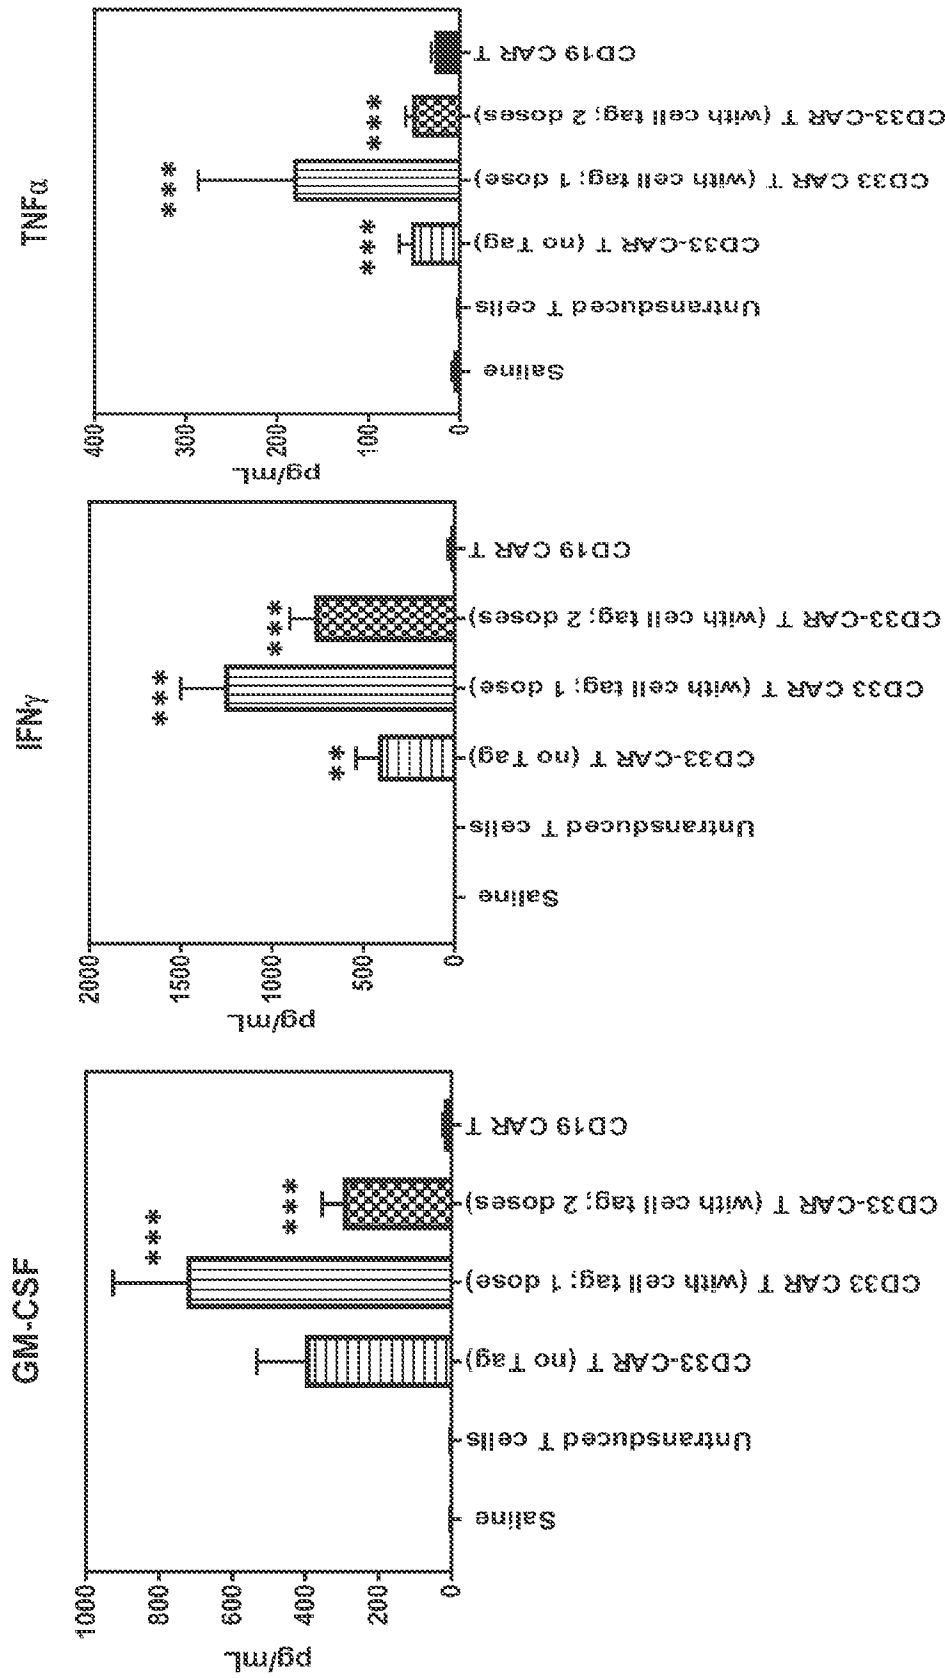 GM-CSF
pg/mL
1000
800
600
400
200
0
Saline
Untransduced T cells
CD33-CAR T (no Tag)
CD33 CAR T (with cell tag; 1 dose)
CD33-CAR T (with cell tag; 2 doses)
CD19 CAR T
***
***
IFNγ
pg/mL
2000
1500
1000
500
0
Saline
Untransduced T cells
CD33-CAR T (no Tag)
CD33 CAR T (with cell tag; 1 dose)
CD33-CAR T (with cell tag; 2 doses)
CD19 CAR T
**
***
***
TNFα
pg/mL
400
300
200
100
0
Saline
Untransduced T cells
CD33-CAR T (no Tag)
CD33 CAR T (with cell tag; 1 dose)
CD33-CAR T (with cell tag; 2 doses)
CD19 CAR T
***
***
***